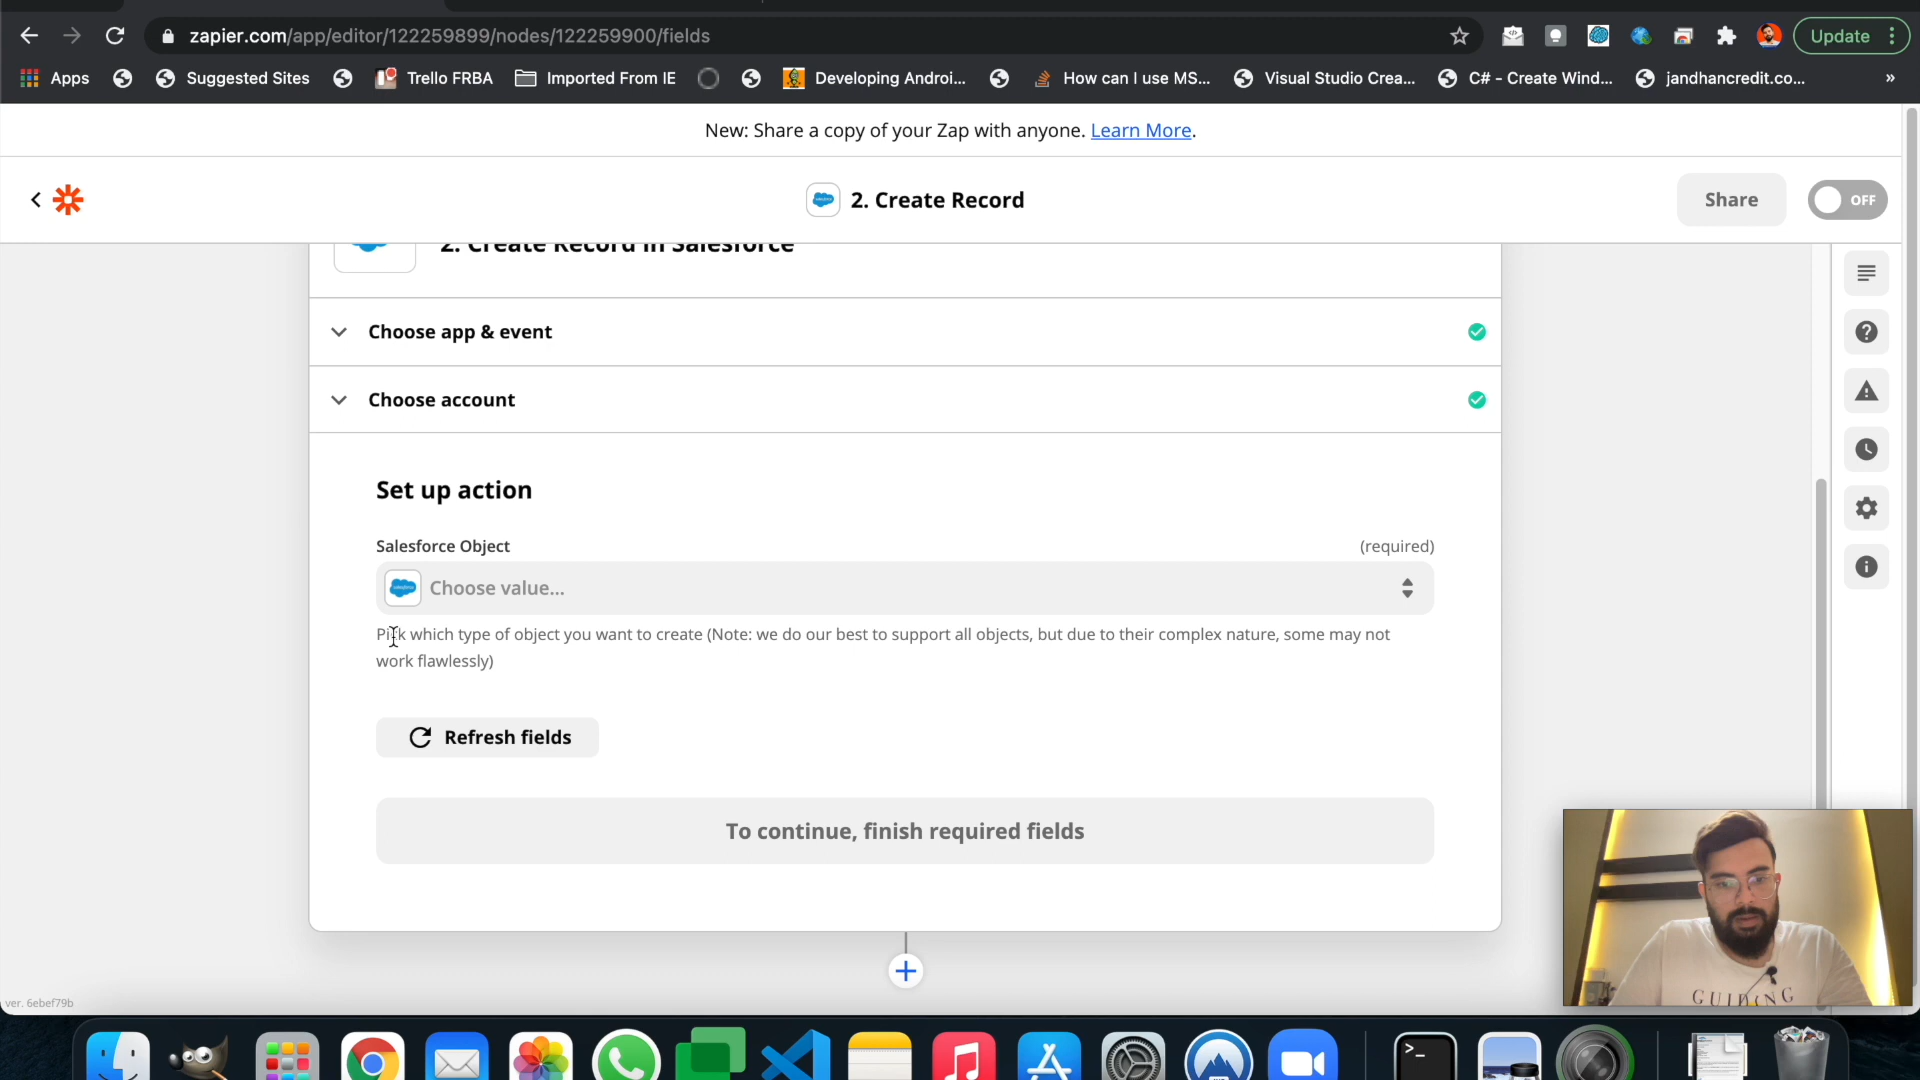 zapier.com/app/editor/122259899/nodes/122259900/fields
Update
Apps
Suggested Sites
Trello FRBA
Imported From IE
Developing Androi...
How can I use MS...
Visual Studio Crea...
C# - Create Wind...
jandhancredit.co...
»
New: Share a copy of your Zap with anyone. Learn More.
2. Create Record
Share
OFF
2. Create Record in Salesforce
Choose app & event
Choose account
Set up action
Salesforce Object
(required)
Choose value...
Pick which type of object you want to create (Note: we do our best to support all objects, but due to their complex nature, some may not
work flawlessly)
Refresh fields
To continue, finish required fields
GUIDING
ver. 6ebef79b